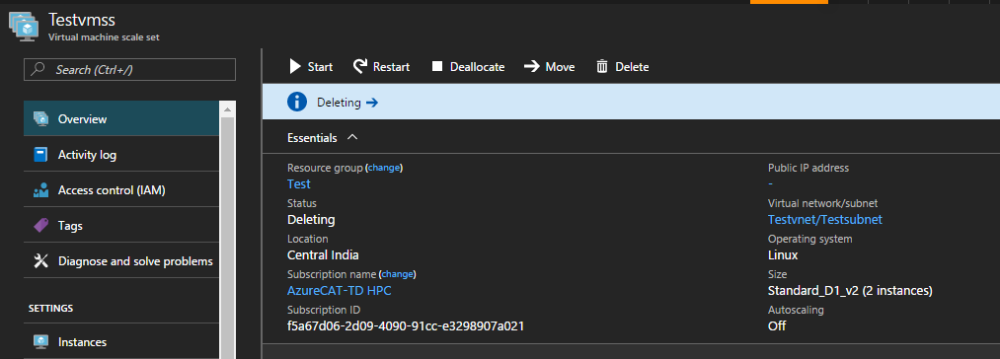 Testvmss
Virtual machine scale set
Search (Ctrl+/)
Overview
Activity log
Access control (IAM)
Tags
Diagnose and solve problems
SETTINGS
Instances
Start Restart Deallocate Move Delete
Deleting
Essentials
Resource group (change)
Test
Status
Deleting
Location
Central India
Subscription name (change)
AzureCAT-TD HPC
Subscription ID
f5a67d06-2d09-4090-91cc-e3298907a021
Public IP address
-
Virtual network/subnet
Testvnet/Testsubnet
Operating system
Linux
Size
Standard_D1_v2 (2 instances)
Autoscaling
Off